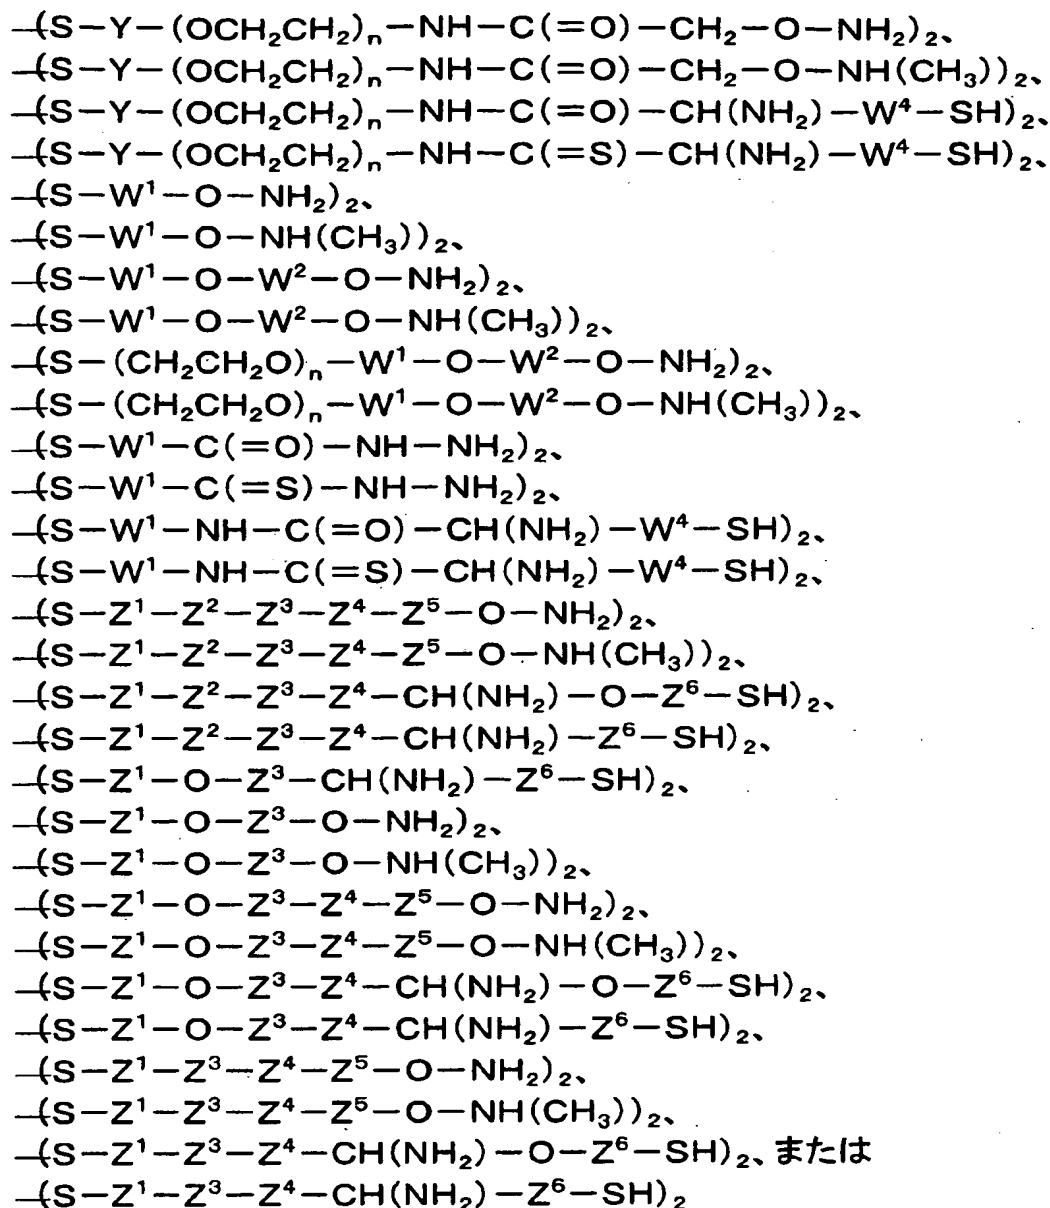 —(S—Y—(OCH₂CH₂)ₙ—NH—C(=O)—CH₂—O—NH₂)₂、
—(S—Y—(OCH₂CH₂)ₙ—NH—C(=O)—CH₂—O—NH(CH₃))₂、
—(S—Y—(OCH₂CH₂)ₙ—NH—C(=O)—CH(NH₂)—W⁴—SH)₂、
—(S—Y—(OCH₂CH₂)ₙ—NH—C(=S)—CH(NH₂)—W⁴—SH)₂、
—(S—W¹—O—NH₂)₂、
—(S—W¹—O—NH(CH₃))₂、
—(S—W¹—O—W²—O—NH₂)₂、
—(S—W¹—O—W²—O—NH(CH₃))₂、
—(S—(CH₂CH₂O)ₙ—W¹—O—W²—O—NH₂)₂、
—(S—(CH₂CH₂O)ₙ—W¹—O—W²—O—NH(CH₃))₂、
—(S—W¹—C(=O)—NH—NH₂)₂、
—(S—W¹—C(=S)—NH—NH₂)₂、
—(S—W¹—NH—C(=O)—CH(NH₂)—W⁴—SH)₂、
—(S—W¹—NH—C(=S)—CH(NH₂)—W⁴—SH)₂、
—(S—Z¹—Z²—Z³—Z⁴—Z⁵—O—NH₂)₂、
—(S—Z¹—Z²—Z³—Z⁴—Z⁵—O—NH(CH₃))₂、
—(S—Z¹—Z²—Z³—Z⁴—CH(NH₂)—O—Z⁶—SH)₂、
—(S—Z¹—Z²—Z³—Z⁴—CH(NH₂)—Z⁶—SH)₂、
—(S—Z¹—O—Z³—CH(NH₂)—Z⁶—SH)₂、
—(S—Z¹—O—Z³—O—NH₂)₂、
—(S—Z¹—O—Z³—O—NH(CH₃))₂、
—(S—Z¹—O—Z³—Z⁴—Z⁵—O—NH₂)₂、
—(S—Z¹—O—Z³—Z⁴—Z⁵—O—NH(CH₃))₂、
—(S—Z¹—O—Z³—Z⁴—CH(NH₂)—O—Z⁶—SH)₂、
—(S—Z¹—O—Z³—Z⁴—CH(NH₂)—Z⁶—SH)₂、
—(S—Z¹—Z³—Z⁴—Z⁵—O—NH₂)₂、
—(S—Z¹—Z³—Z⁴—Z⁵—O—NH(CH₃))₂、
—(S—Z¹—Z³—Z⁴—CH(NH₂)—O—Z⁶—SH)₂、または
—(S—Z¹—Z³—Z⁴—CH(NH₂)—Z⁶—SH)₂